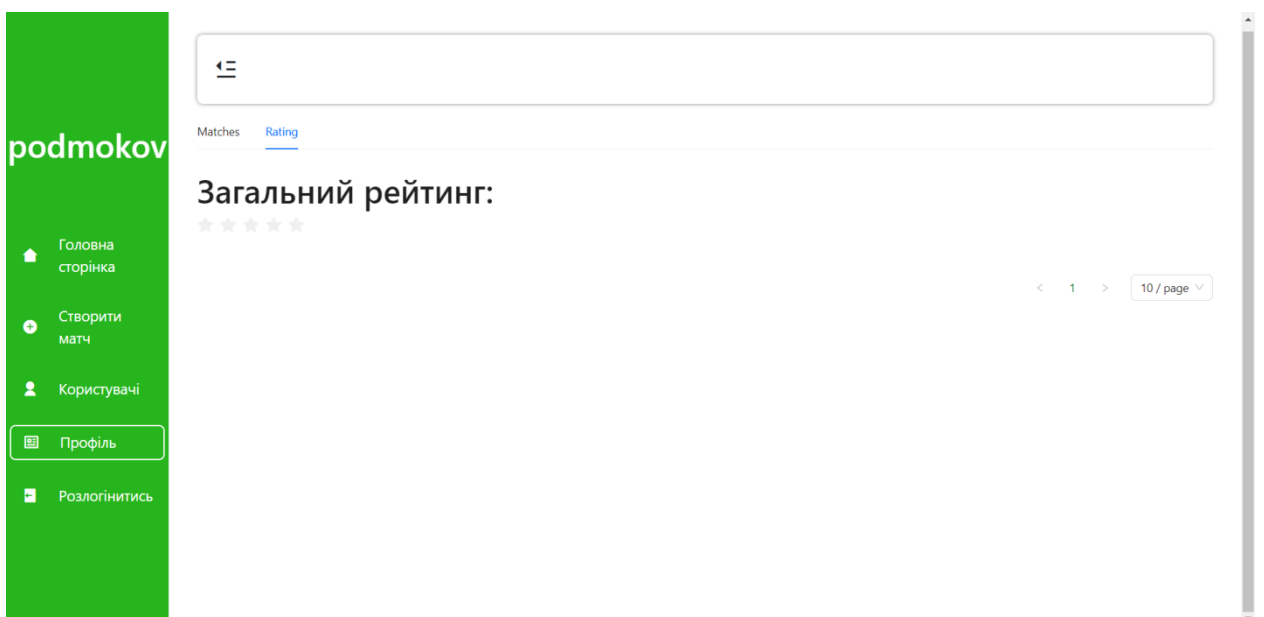 podmokov
Головна
сторінка
Створити
матч
Користувачі
Профіль
Розлогінитись
Matches Rating
Загальний рейтинг:
< 1 > 10 / page